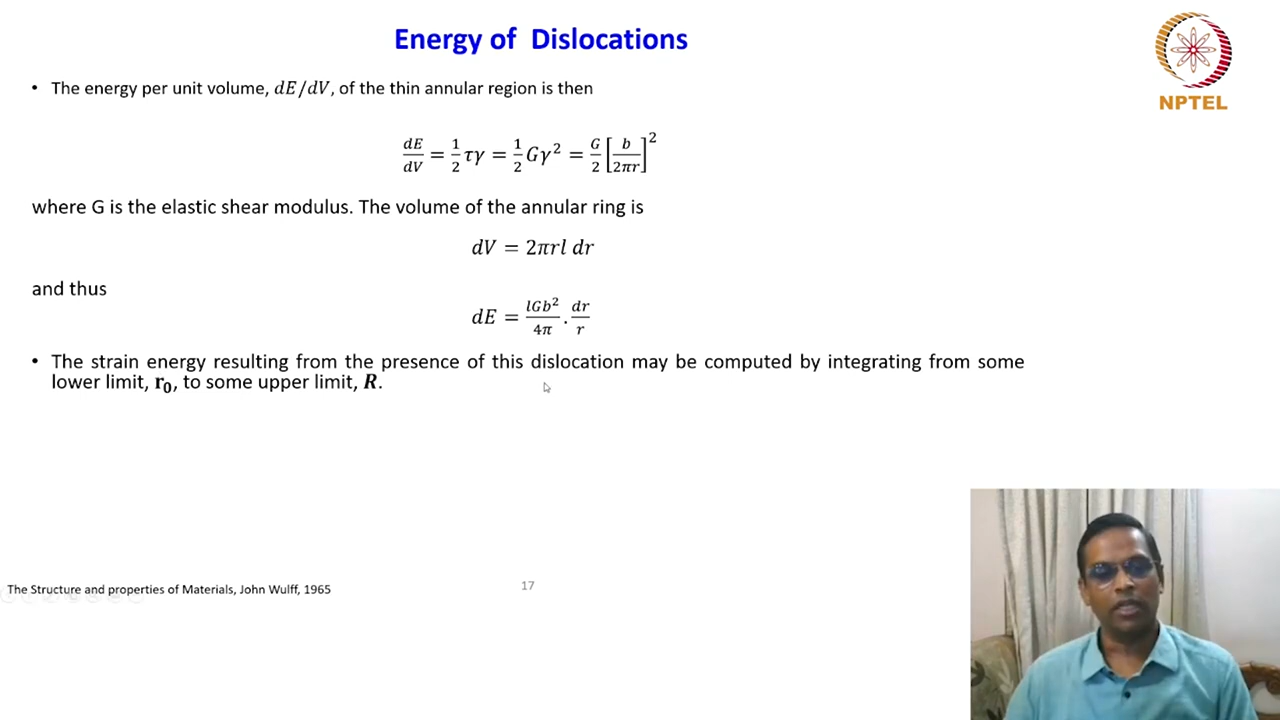 Energy of Dislocations
NPTEL
• The energy per unit volume, dE/dV, of the thin annular region is then
dE/dV = 1/2 τγ = 1/2 Gγ² = G/2 [b/2πr]²
where G is the elastic shear modulus. The volume of the annular ring is
dV = 2πrl dr
and thus
dE = lGb²/4π . dr/r
• The strain energy resulting from the presence of this dislocation may be computed by integrating from some
lower limit, r₀, to some upper limit, R.
The Structure and properties of Materials, John Wulff, 1965
17